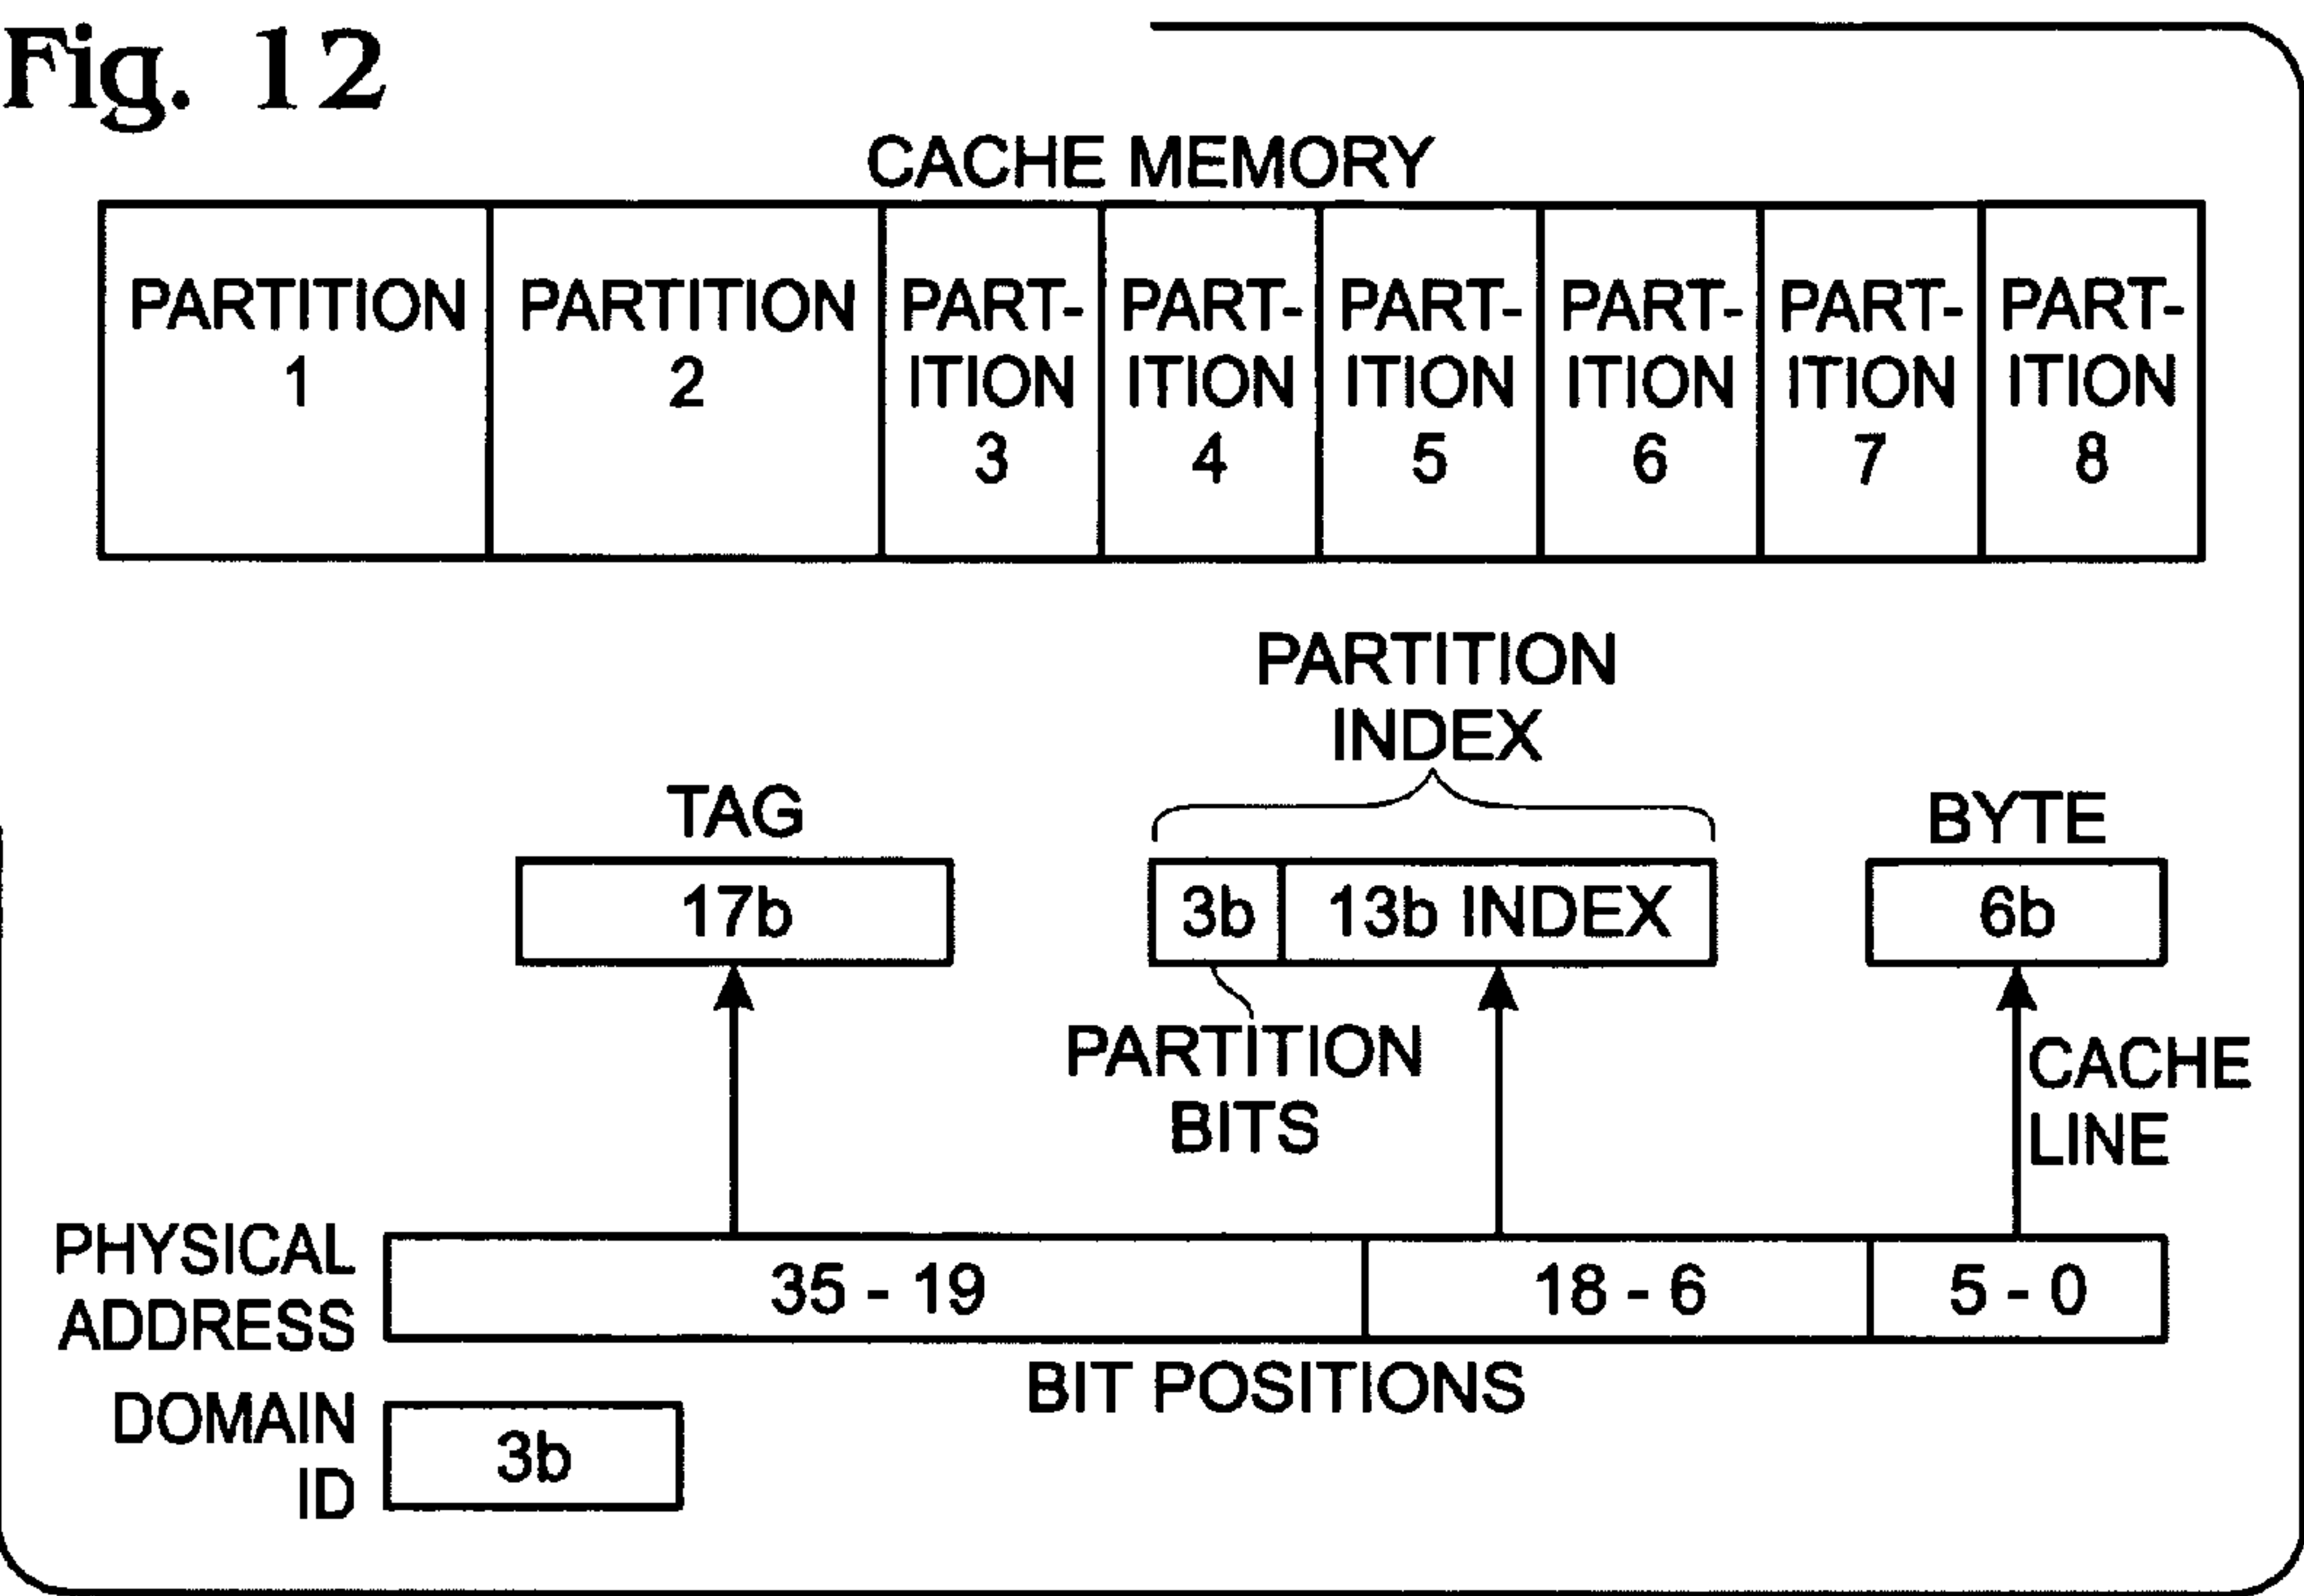 Fig. 12
CACHE MEMORY
PARTITION
1
PARTITION
2
PART-
ITION
3
PART-
ITION
4
PART-
ITION
5
PART-
ITION
6
PART-
ITION
7
PART-
ITION
8
PARTITION
INDEX
TAG
BYTE
17b
3b
13b INDEX
6b
PARTITION
BITS
CACHE
LINE
PHYSICAL
ADDRESS
35 - 19
18 - 6
5 - 0
BIT POSITIONS
DOMAIN
ID
3b